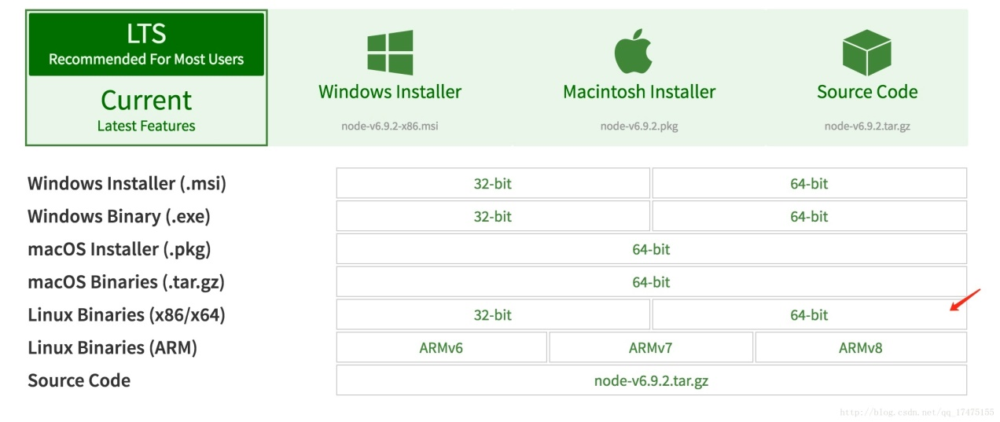 LTS
Recommended For Most Users
Current
Latest Features
Windows Installer
node-v6.9.2-x86.msi
Macintosh Installer
node-v6.9.2.pkg
Source Code
node-v6.9.2.tar.gz
Windows Installer (.msi) 32-bit 64-bit
Windows Binary (.exe) 32-bit 64-bit
macOS Installer (.pkg) 64-bit
macOS Binaries (.tar.gz) 64-bit
Linux Binaries (x86/x64) 32-bit 64-bit
Linux Binaries (ARM) ARMv6 ARMv7 ARMv8
Source Code node-v6.9.2.tar.gz
http://blog.csdn.net/qq_17475155